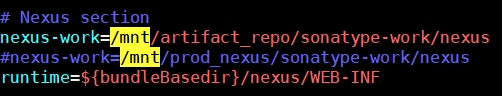 # Nexus section
nexus-work=/mnt/artifact_repo/sonatype-work/nexus
#nexus-work=/mnt/prod_nexus/sonatype-work/nexus
runtime=${bundleBasedir}/nexus/WEB-INF